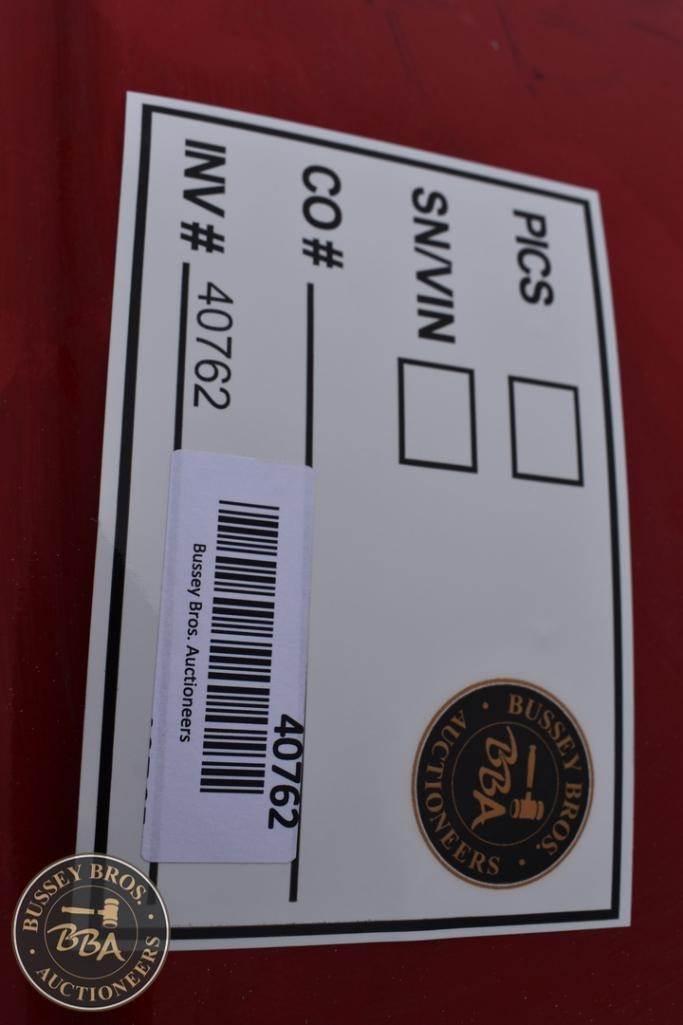 PICS
SN/VIN
CO #
INV # 40762
40762
Bussey Bros. Auctioneers
BUSSEY BROS.
BBA
AUCTIONEERS
BUSSEY BROS.
BBA
AUCTIONEERS